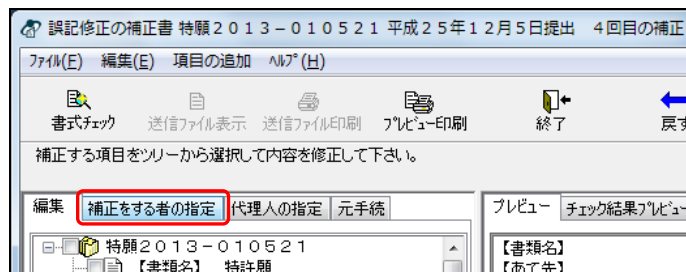 誤記修正の補正書 特願２０１３－０１０５２１ 平成２５年１２月５日提出　４回目の補正
ﾌｧｲﾙ(F)　編集(E)　項目の追加　ﾍﾙﾌﾟ(H)
書式ﾁｪｯｸ　送信ﾌｧｲﾙ表示　送信ﾌｧｲﾙ印刷　ﾌﾟﾚﾋﾞｭｰ印刷　終了　戻す
補正する項目をﾂﾘｰから選択して内容を修正して下さい。
編集　補正をする者の指定　代理人の指定　元手続　ﾌﾟﾚﾋﾞｭｰ　ﾁｪｯｸ結果ﾌﾟﾚﾋﾞｭｰ
特願２０１３－０１０５２１　【書類名】
【書類名】　特許願　【あて先】